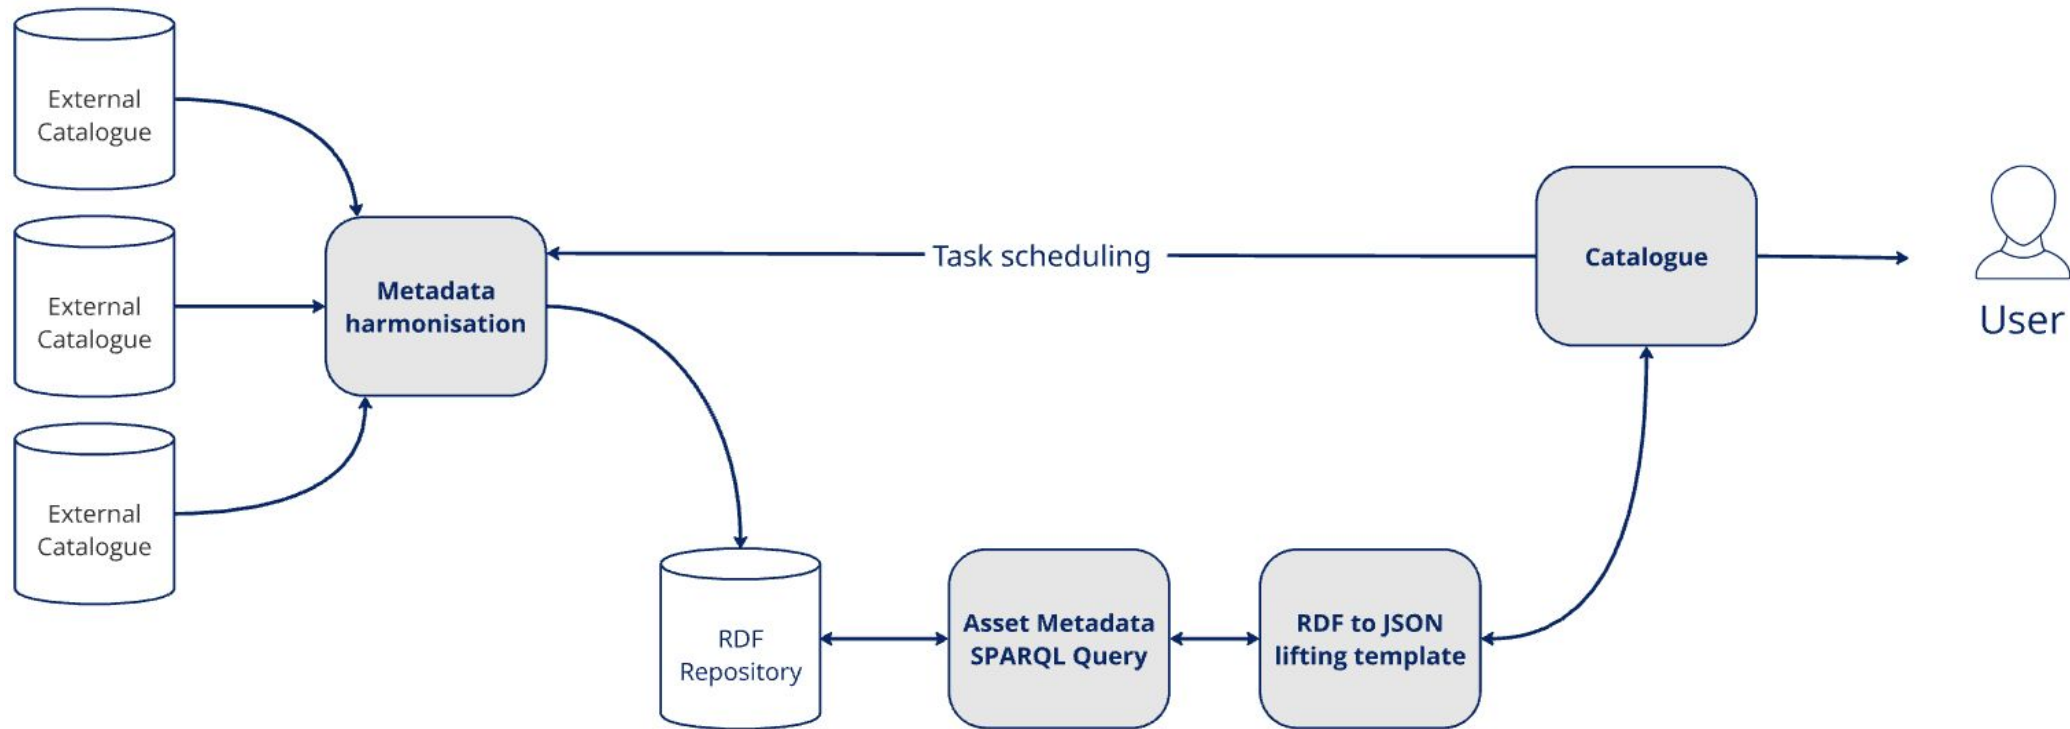 External
Catalogue
External
Catalogue
External
Catalogue
Metadata
harmonisation
Task scheduling
Catalogue
User
RDF
Repository
Asset Metadata
SPARQL Query
RDF to JSON
lifting template